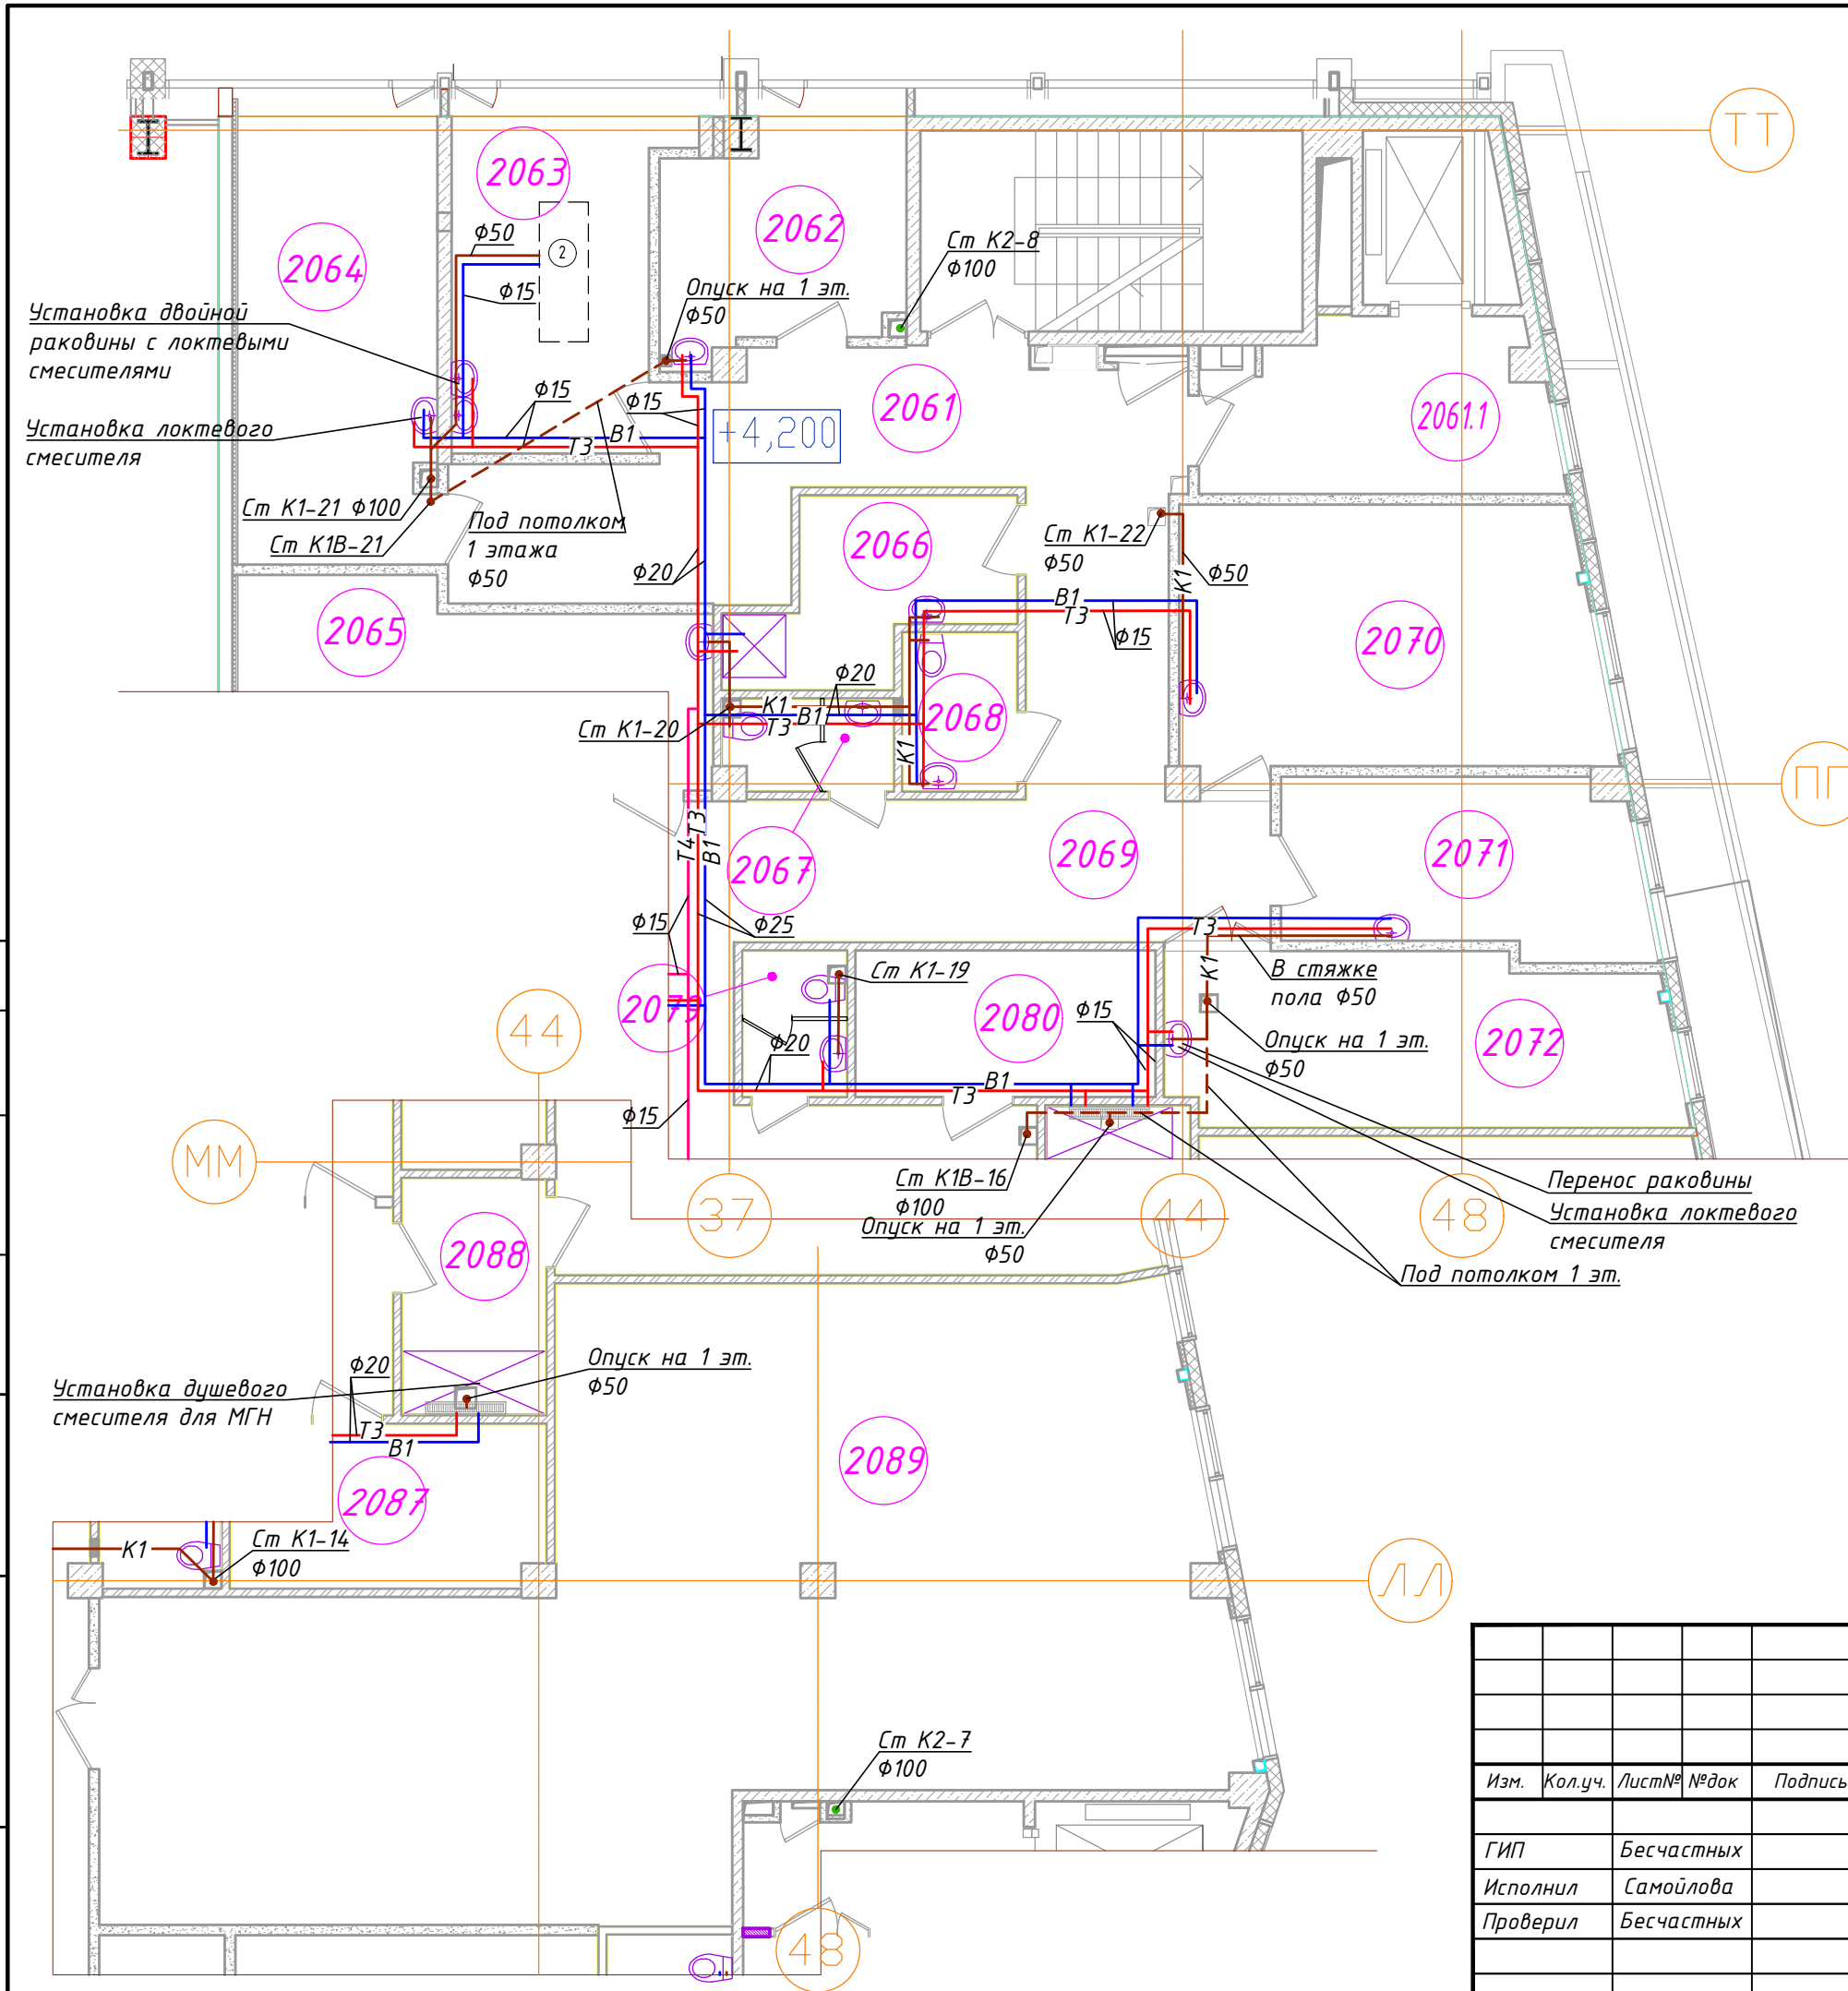 ТТ
2063
2062
2064
Ф50
2
Ст К2-8
Ф100
Опуск на 1 эт.
Ф50
Ф15
Установка двойной
раковины с локтевыми
смесителями
Ф15
Ф15
2061
2061.1
Установка локтевого
смесителя
В1
Т3
+4,200
Ст К1-21 Ф100
Ст К1В-21
Под потолком
1 этажа
Ф50
2066
Ст К1-22
Ф50
К1
Ф50
Ф20
2065
В1
Т3
Ф15
2070
Ф20
К1
В1
Т3
2068
Ст К1-20
К1
ПГ
Т3
Т4
В1
2067
2069
2071
Ф15
Ф25
Т3
К1
В стяжке
пола Ф50
Ст К1-19
2079
2080
Ф15
2072
44
Ф20
Опуск на 1 эт.
Ф50
В1
Т3
Ф15
ММ
Ст К1В-16
Ф100
37
44
48
Перенос раковины
Опуск на 1 эт.
Ф50
Установка локтевого
смесителя
2088
Под потолком 1 эт.
Ф20
Опуск на 1 эт.
Ф50
Установка душевого
смесителя для МГН
Т3
В1
2089
2087
К1
Ст К1-14
Ф100
ЛЛ
Ст К2-7
Ф100
Изм. Кол.уч. Лист№ №док Подпись
ГИП Бесчастных
Исполнил Самойлова
Проверил Бесчастных
48